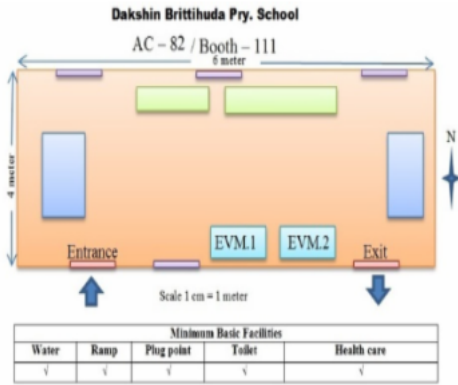 Dakshin Brittihuda Pry. School
AC – 82 / Booth – 111
6 meter
4 meter
N
EVM.1 EVM.2
Entrance Exit
Scale 1 cm = 1 meter
Minimum Basic Facilities
Water Ramp Plug point Toilet Health care
√ √ √ √ √